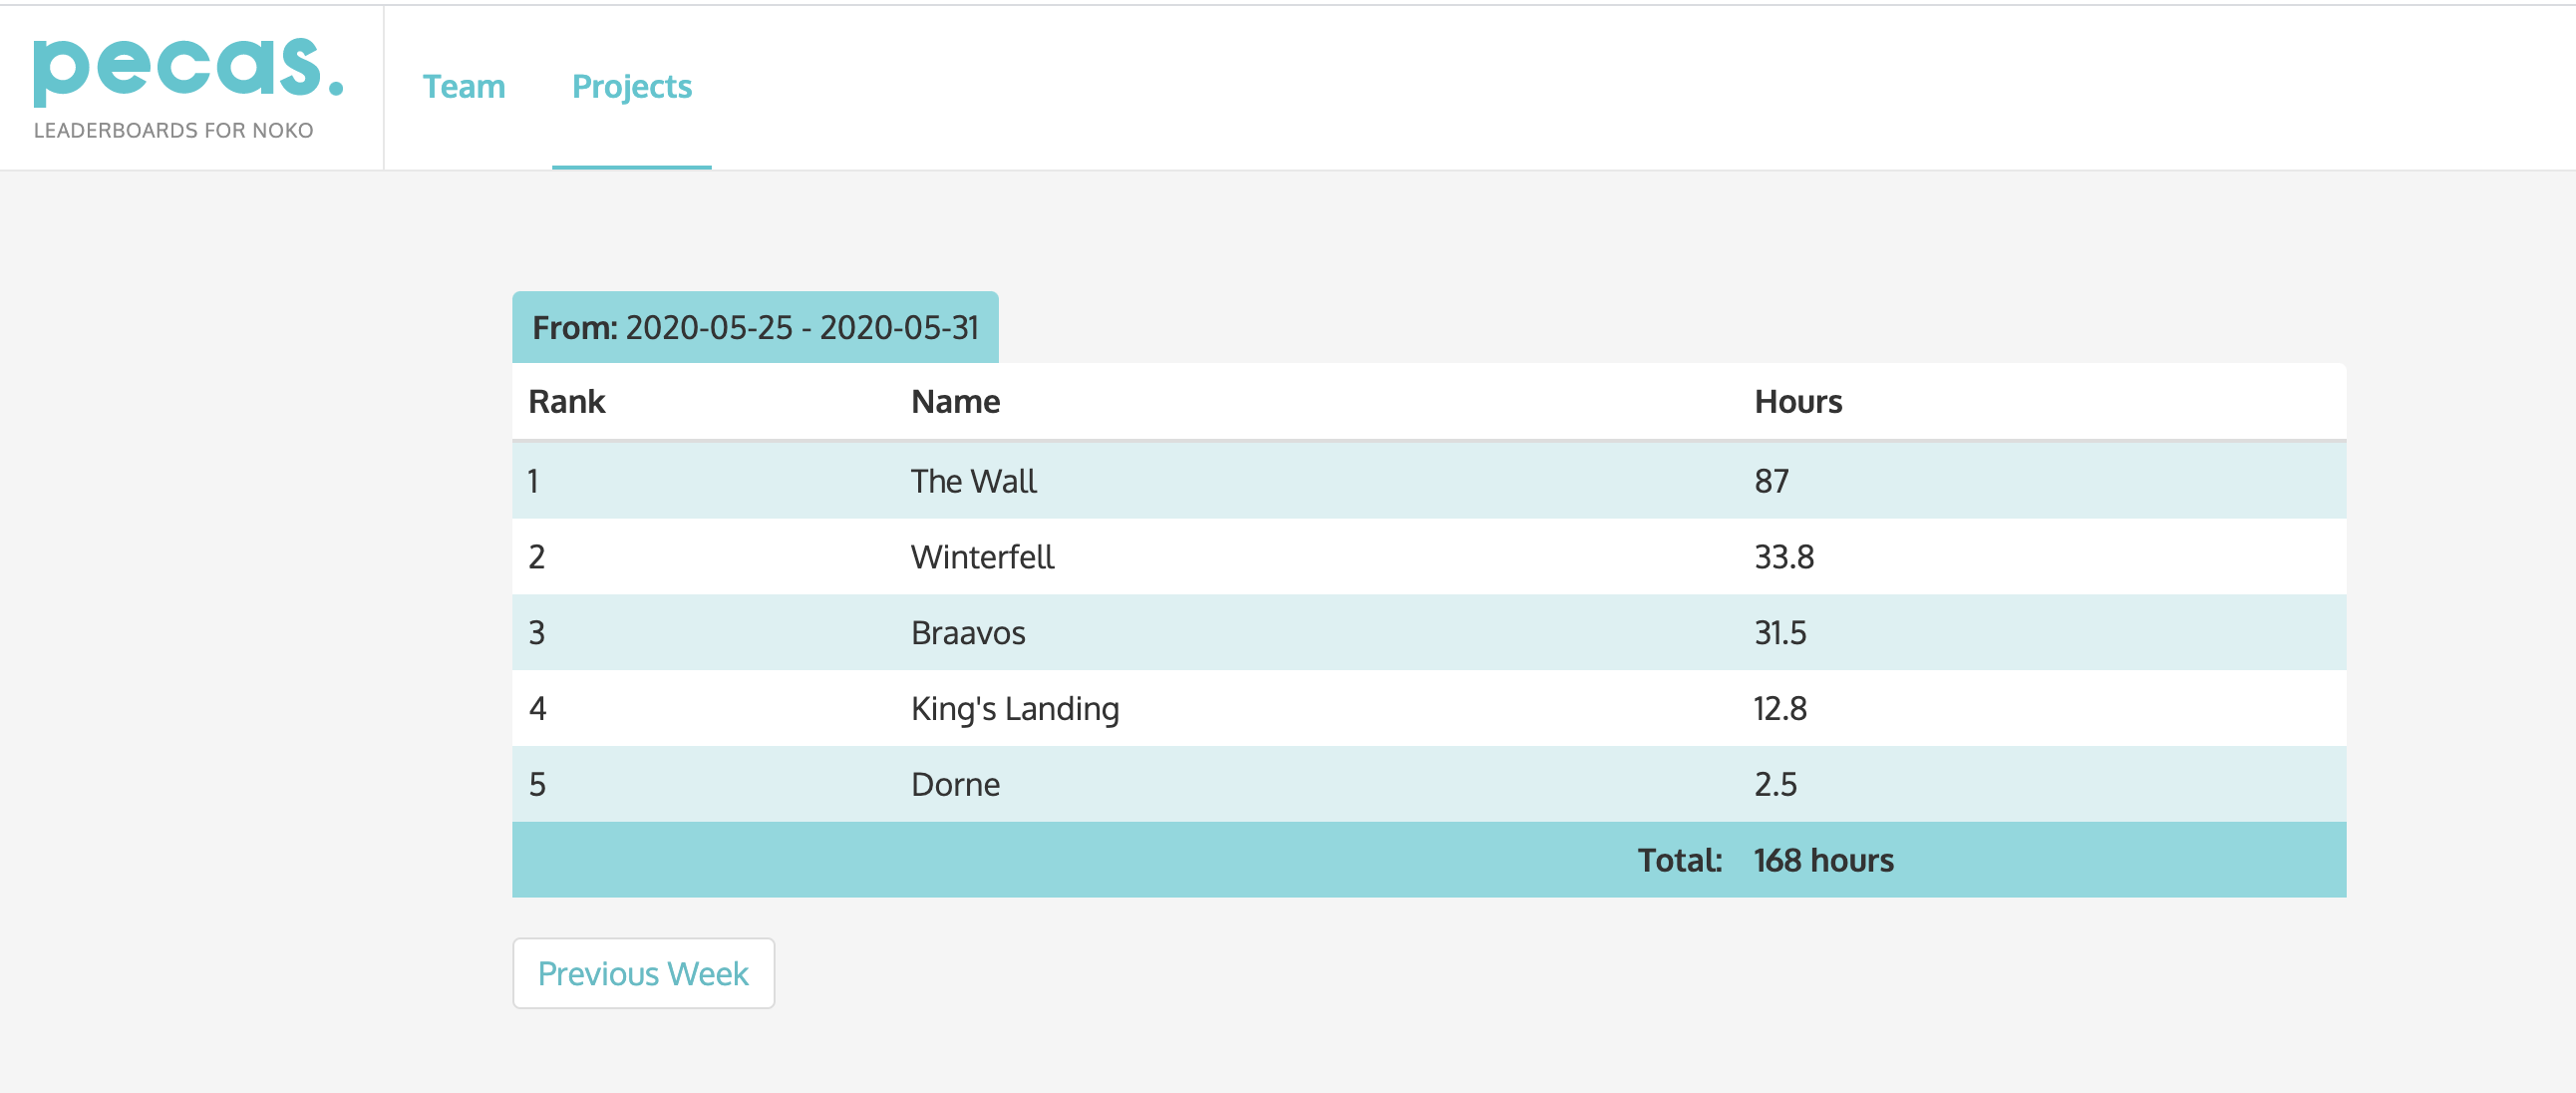 pecas.
LEADERBOARDS FOR NOKO
Team Projects
From: 2020-05-25 - 2020-05-31
Rank Name Hours
1 The Wall 87
2 Winterfell 33.8
3 Braavos 31.5
4 King's Landing 12.8
5 Dorne 2.5
Total: 168 hours
Previous Week